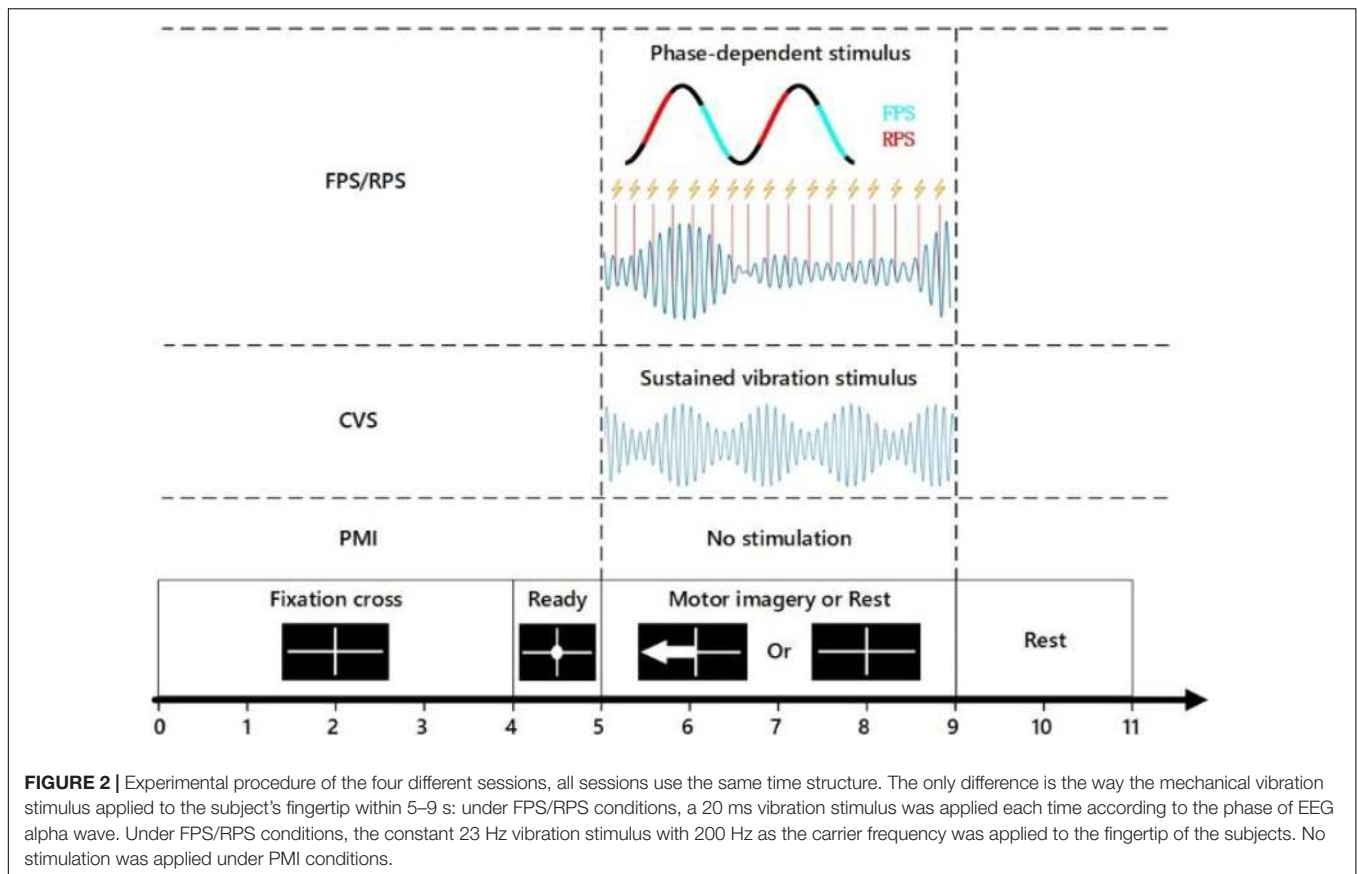 Phase-dependent stimulus
FPS
RPS
FPS/RPS
Sustained vibration stimulus
CVS
PMI
No stimulation
Fixation cross
Ready
Motor imagery or Rest
Or
Rest
0 1 2 3 4 5 6 7 8 9 10 11
FIGURE 2 | Experimental procedure of the four different sessions, all sessions use the same time structure. The only difference is the way the mechanical vibration
stimulus applied to the subject's fingertip within 5–9 s: under FPS/RPS conditions, a 20 ms vibration stimulus was applied each time according to the phase of EEG
alpha wave. Under FPS/RPS conditions, the constant 23 Hz vibration stimulus with 200 Hz as the carrier frequency was applied to the fingertip of the subjects. No
stimulation was applied under PMI conditions.